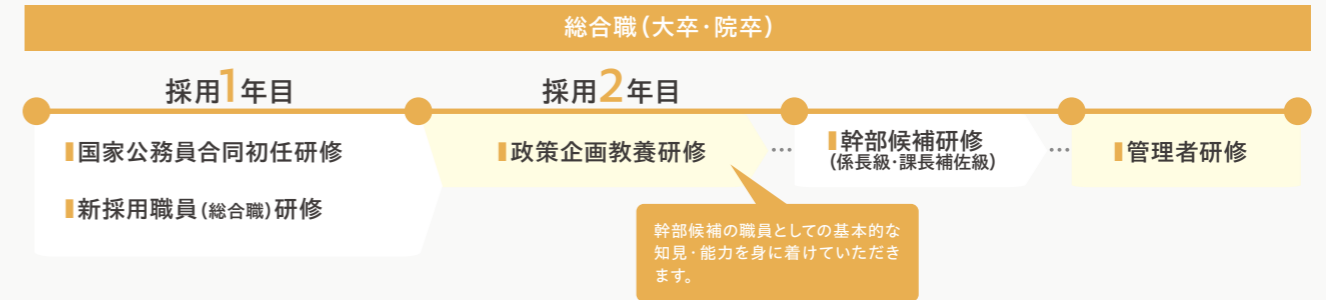 総合職(大卒・院卒)
採用1年目
採用2年目
国家公務員合同初任研修
新採用職員(総合職)研修
政策企画教養研修
…
幹部候補研修
(係長級・課長補佐級)
…
管理者研修
幹部候補の職員としての基本的な
知見・能力を身に着けていただき
ます。